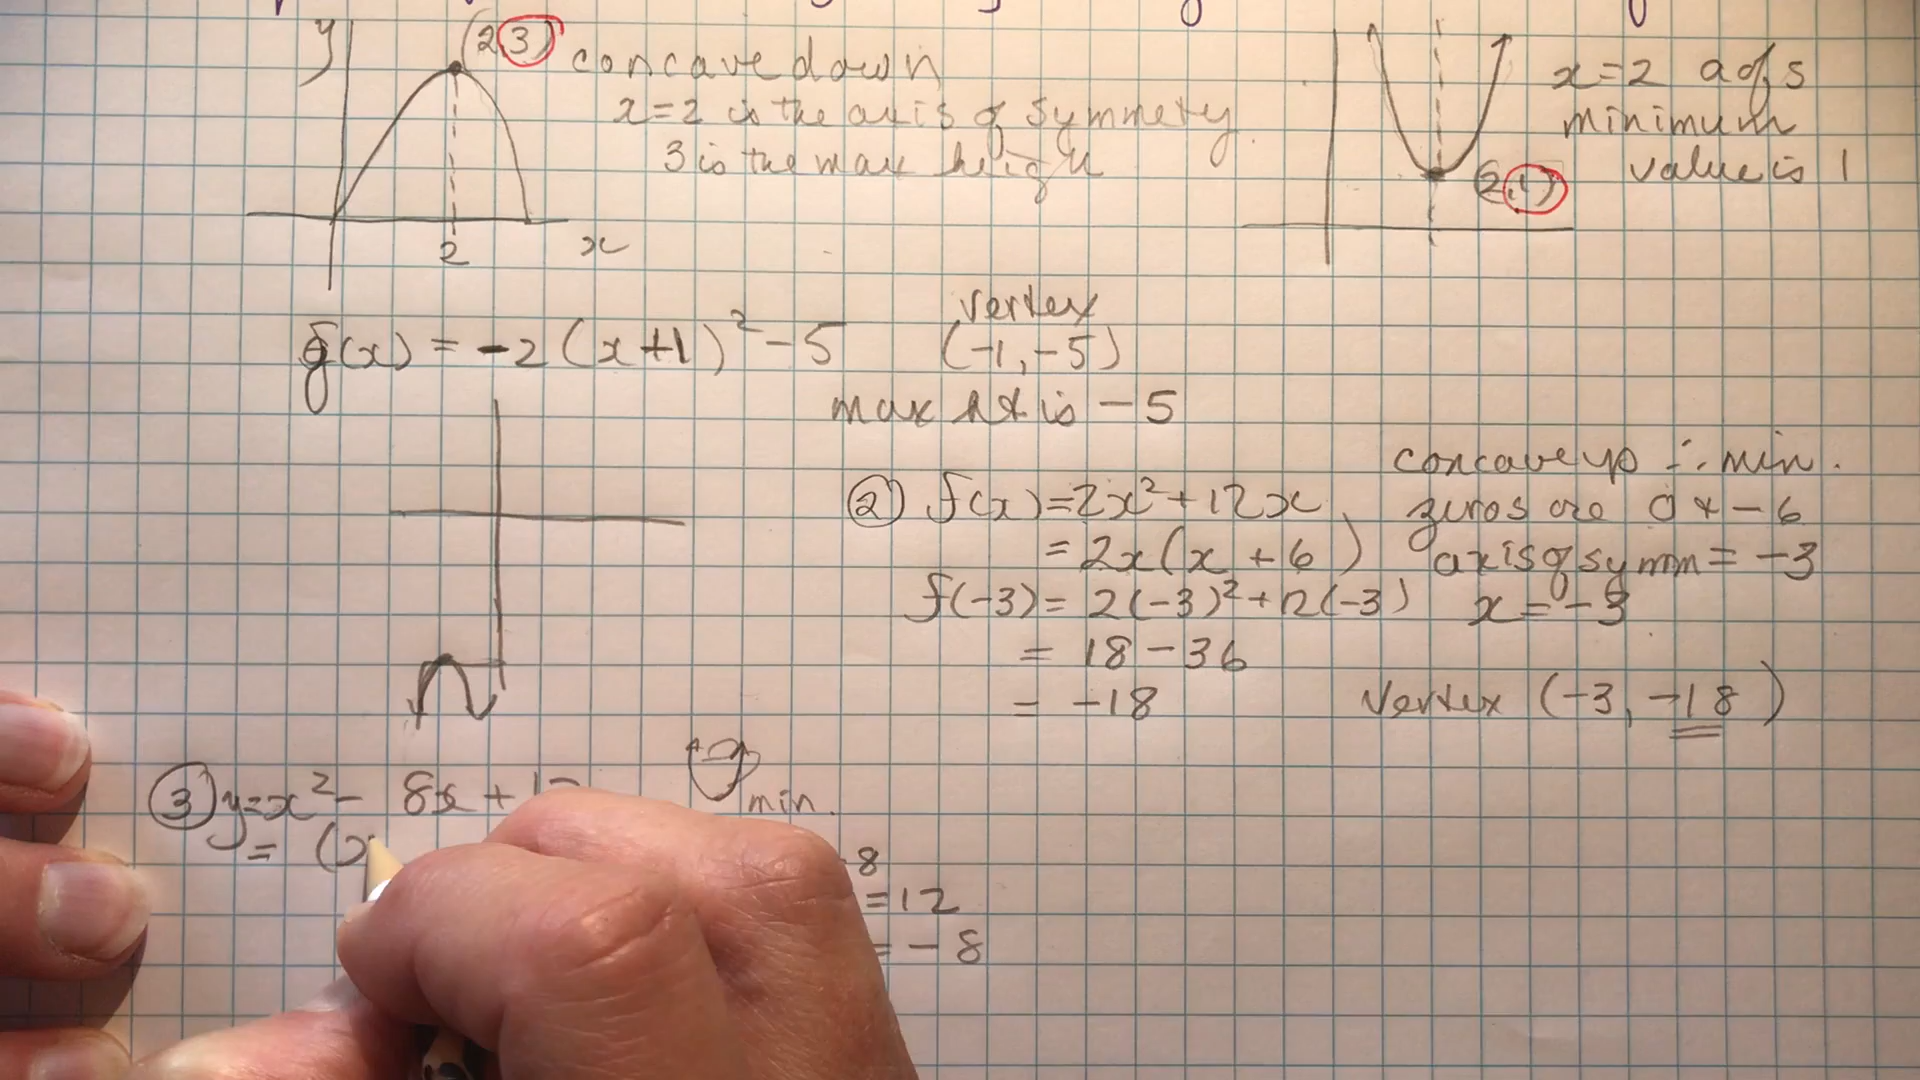 y
(2 3)
concave down
x=2 is the axis of symmetry.
3 is the max heigh
2
x
x=2 a of s
minimum
value is 1
(2,1)
g(x) = -2(x+1)²-5
vertex
(-1,-5)
max ht is -5
② f(x)=2x²+12x
= 2x(x+6)
f(-3)= 2(-3)²+12(-3)
= 18-36
= -18
concave up ∴ min.
zeros are 0 + -6
axis of symm = -3
x = -3
Vertex (-3,-18)
③ y=x²- 8x+1
= (x
min.
8
=12
= -8